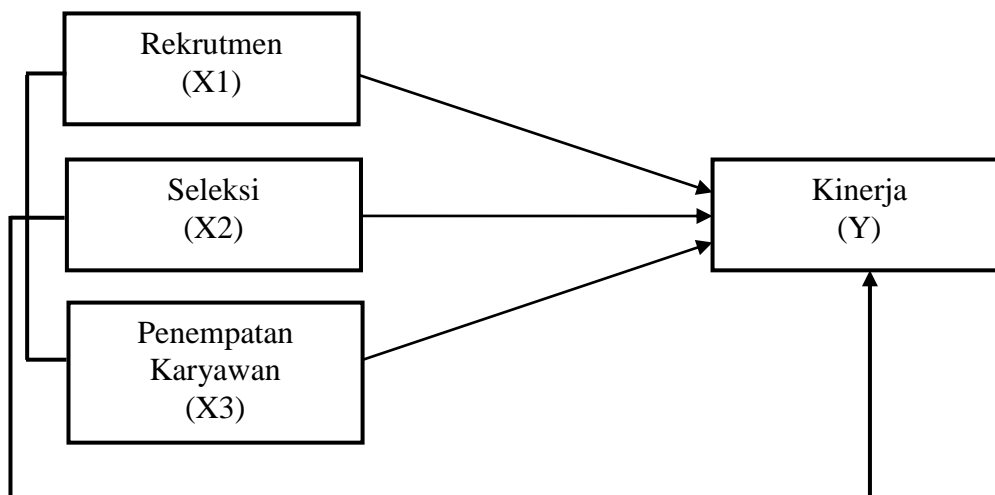 Rekrutmen
(X1)
Seleksi
(X2)
Penempatan
Karyawan
(X3)
Kinerja
(Y)